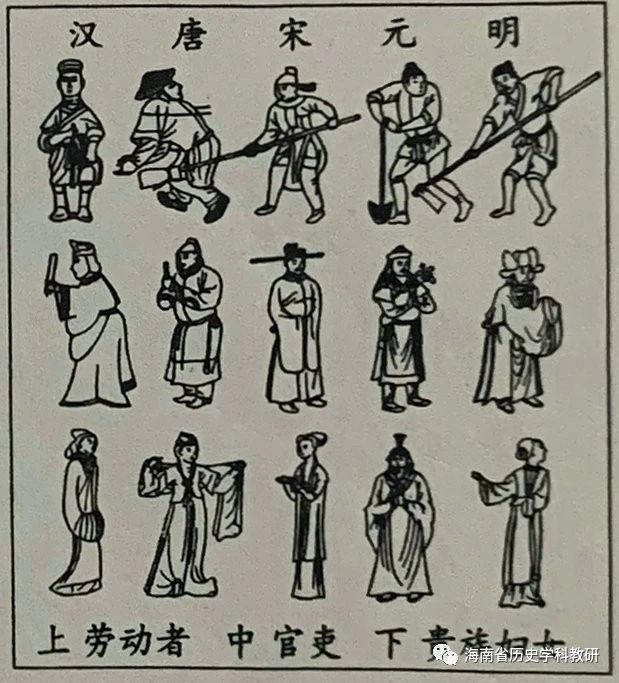 汉 唐 宋 元 明
上 劳动者 中 官吏 下 贵族妇女
海南省历史学科教研